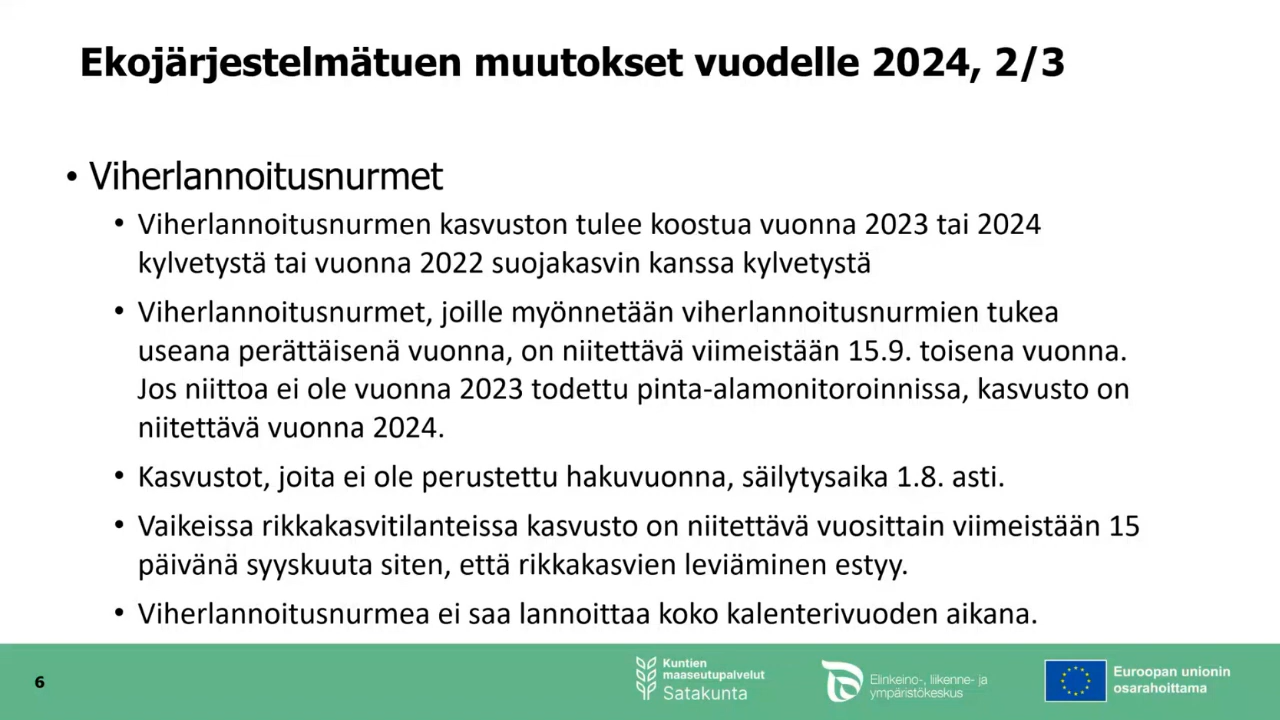 Ekojärjestelmätuen muutokset vuodelle 2024, 2/3
• Viherlannoitusnurmet
• Viherlannoitusnurmen kasvuston tulee koostua vuonna 2023 tai 2024
kylvetystä tai vuonna 2022 suojakasvin kanssa kylvetystä
• Viherlannoitusnurmet, joille myönnetään viherlannoitusnurmien tukea
useana perättäisenä vuonna, on niitettävä viimeistään 15.9. toisena vuonna.
Jos niittoa ei ole vuonna 2023 todettu pinta-alamonitoroinnissa, kasvusto on
niitettävä vuonna 2024.
• Kasvustot, joita ei ole perustettu hakuvuonna, säilytysaika 1.8. asti.
• Vaikeissa rikkakasvitilanteissa kasvusto on niitettävä vuosittain viimeistään 15
päivänä syyskuuta siten, että rikkakasvien leviäminen estyy.
• Viherlannoitusnurmea ei saa lannoittaa koko kalenterivuoden aikana.
6
Kuntien
maaseutupalvelut
Satakunta
Elinkeino-, liikenne- ja
ympäristökeskus
Euroopan unionin
osarahoittama